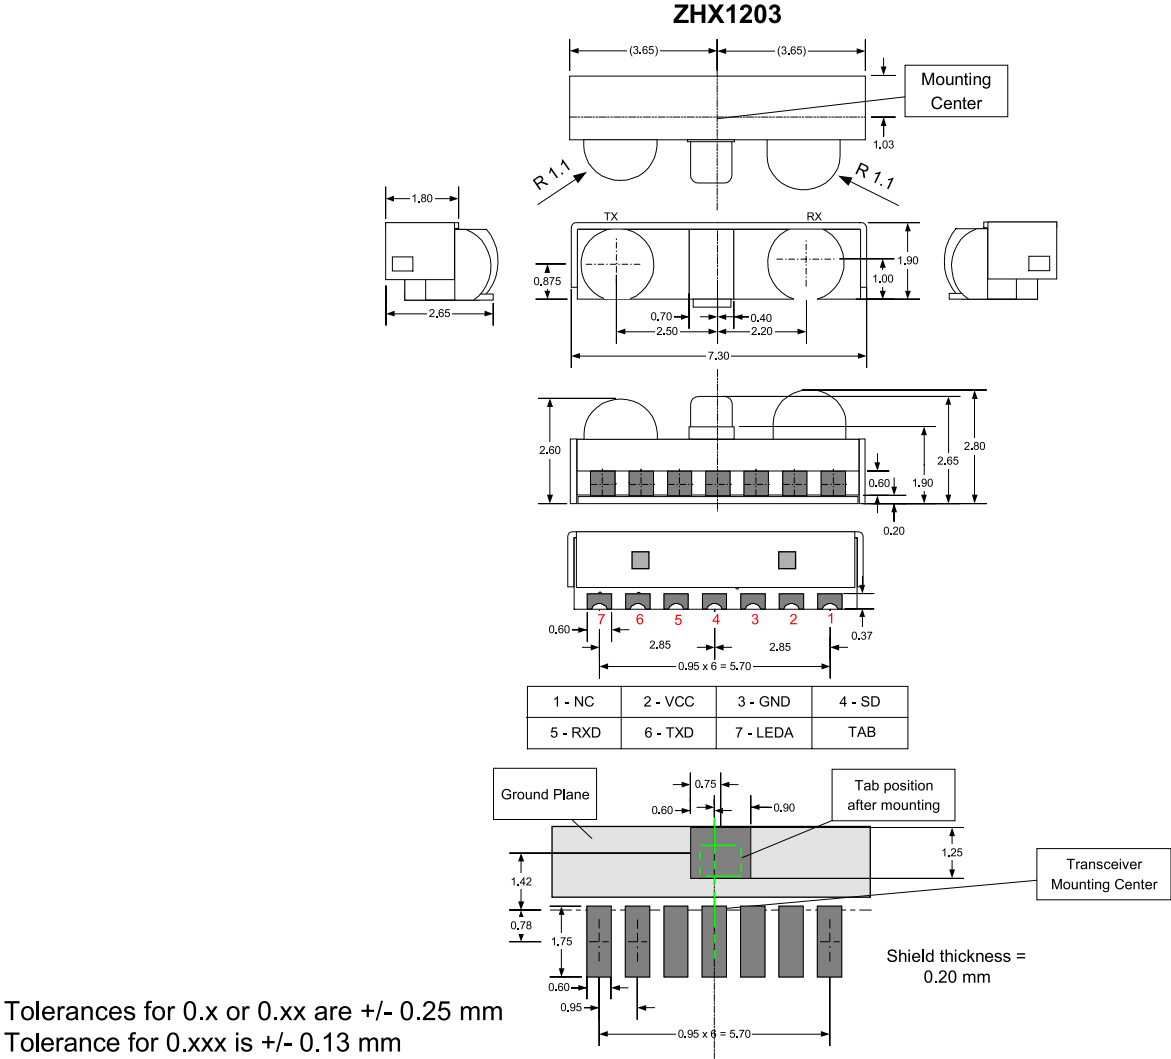 ZHX1203
(3.65) (3.65)
Mounting
Center
1.03
R 1.1 R 1.1
1.80
TX RX
1.90
0.875 1.00
2.65
0.70 0.40
2.50 2.20
7.30
2.60 2.65 2.80
0.60 1.90
0.20
7 6 5 4 3 2 1
0.60 0.37
2.85 2.85
0.95 x 6 = 5.70
1 - NC 2 - VCC 3 - GND 4 - SD
5 - RXD 6 - TXD 7 - LEDA TAB
Ground Plane
0.75
0.60 0.90
Tab position
after mounting
1.25
Transceiver
Mounting Center
1.42
0.78
1.75
Shield thickness =
0.20 mm
0.60
0.95
0.95 x 6 = 5.70
Tolerances for 0.x or 0.xx are +/- 0.25 mm
Tolerance for 0.xxx is +/- 0.13 mm